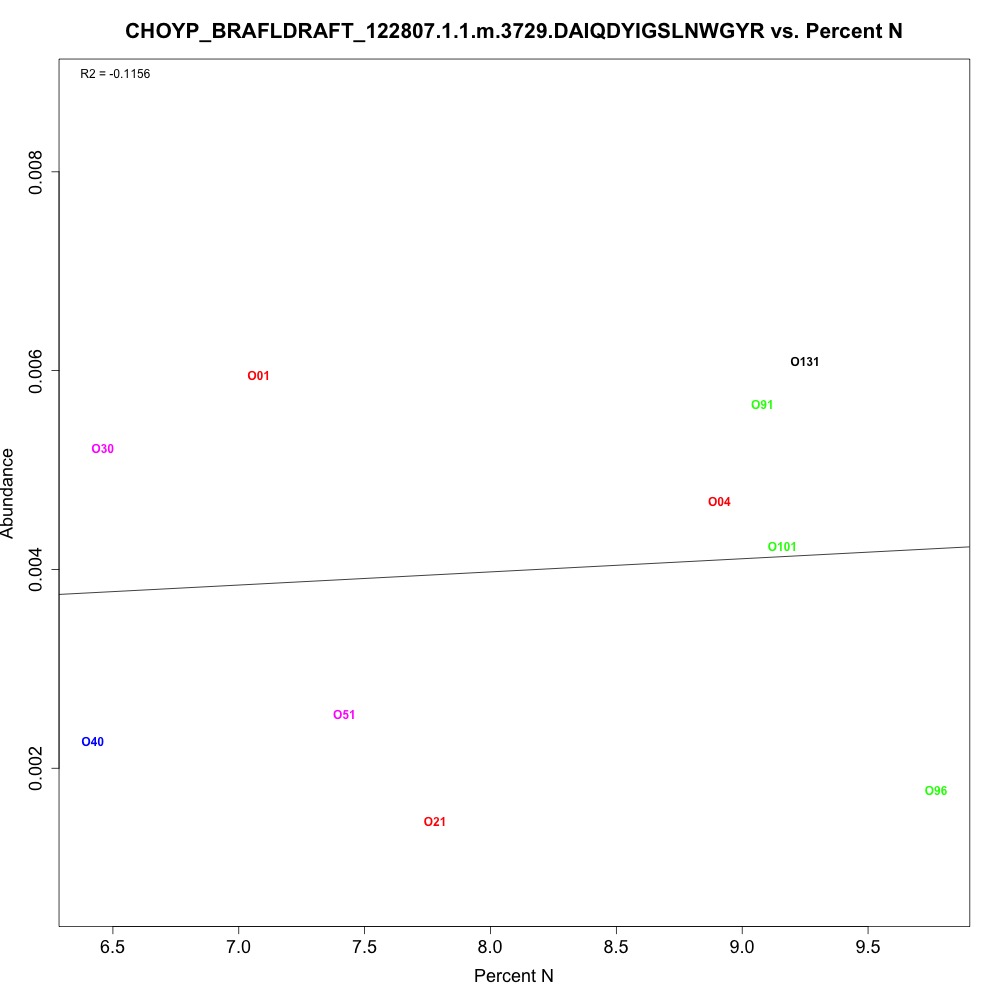 CHOYP_BRAFLDRAFT_122807.1.1.m.3729.DAIQDYIGSLNWGYR vs. Percent N
R2 = -0.1156
0.008
0.006
0.004
0.002
Abundance
O131
O01
O91
O30
O04
O101
O51
O40
O96
O21
6.5 7.0 7.5 8.0 8.5 9.0 9.5
Percent N